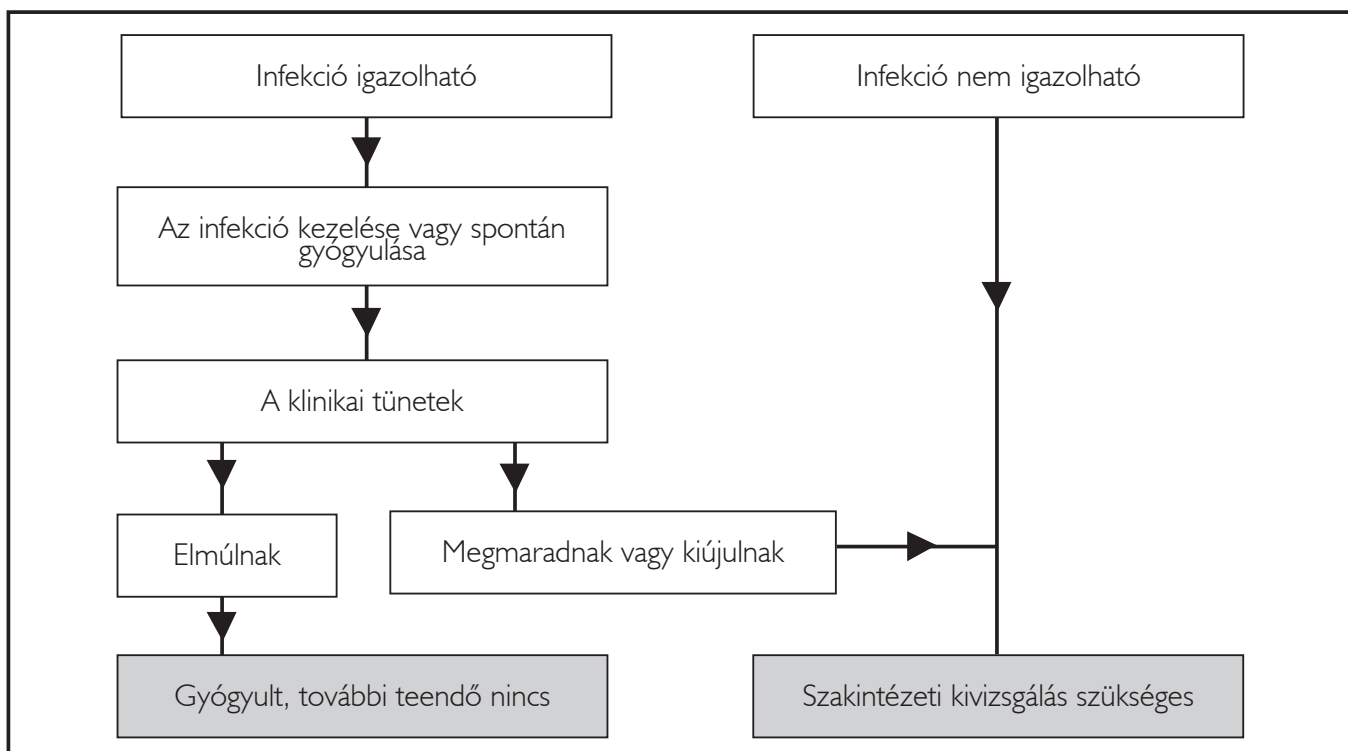 Infekció igazolható
Infekció nem igazolható
Az infekció kezelése vagy spontán
gyógyulása
A klinikai tünetek
Elmúlnak
Megmaradnak vagy kiújulnak
Gyógyult, további teendő nincs
Szakintézeti kivizsgálás szükséges